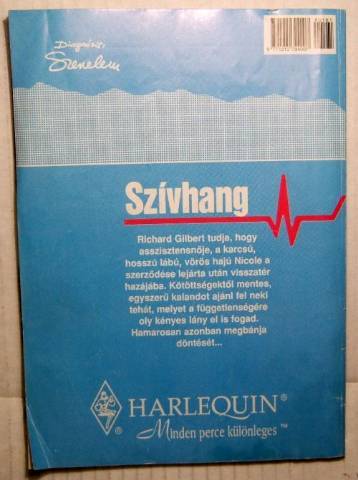 Diagnózis:
Szerelem
Szívhang
Richard Gilbert tudja, hogy
asszisztensnője, a karcsú,
hosszú lábú, vörös hajú Nicole a
szerződése lejárta után visszatér
hazájába. Kötöttségektől mentes,
egyszerű kalandot ajánl fel neki
tehát, melyet a függetlenségére
oly kényes lány el is fogad.
Hamarosan azonban megbánja
döntését...
HARLEQUIN®
®
Minden perce különleges™